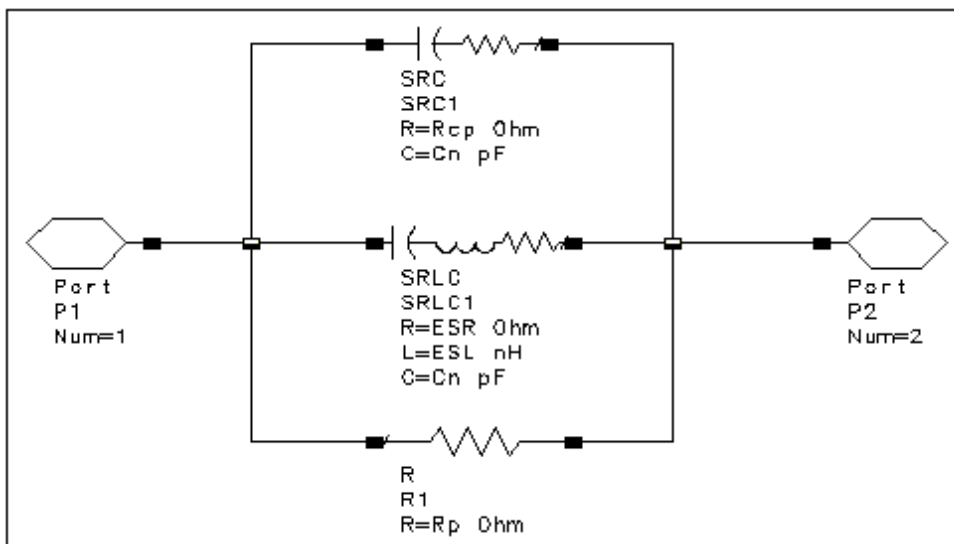 SRC
SRC1
R=Rcp Ohm
C=Cn pF
Port
P1
Num=1
SRLC
SRLC1
R=ESR Ohm
L=ESL nH
C=Cn pF
Port
P2
Num=2
R
R1
R=Rp Ohm